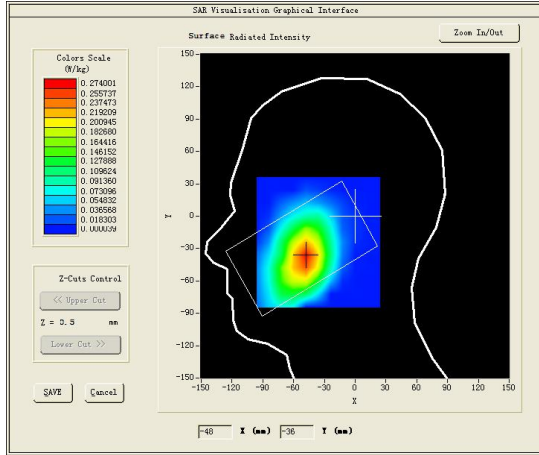 SAR Visualisation Graphical Interface
Surface Radiated Intensity
Zoom In/Out
Colors Scale
(W/kg)
0.274001
0.255737
0.237473
0.219209
0.200945
0.182680
0.164416
0.146152
0.127888
0.109624
0.091360
0.073096
0.054832
0.036568
0.018303
0.000039
Z-Cuts Control
<< Upper Cut
Z = 3.5 mm
Lower Cut >>
SAVE
Cancel
150
120
90
60
30
0
-30
-60
-90
-120
-150
Y
-150 -120 -90 -60 -30 0 30 60 90 120 150
X
-48 X (mm) -36 Y (mm)